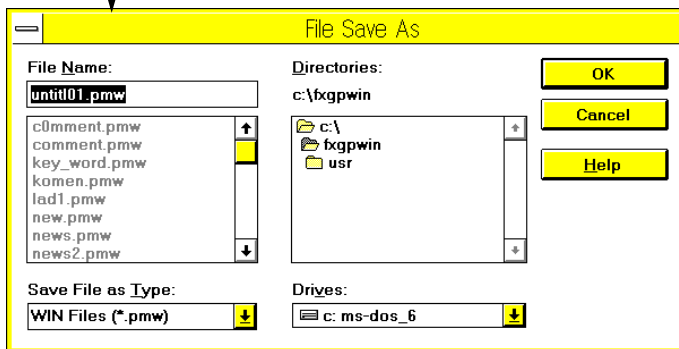 File Save As
File Name:
untitl01.pmw
c0mment.pmw
comment.pmw
key_word.pmw
komen.pmw
lad1.pmw
new.pmw
news.pmw
news2.pmw
Save File as Type:
WIN Files (*.pmw)
Directories:
c:\fxgpwin
c:\
fxgpwin
usr
Drives:
c: ms-dos_6
OK
Cancel
Help